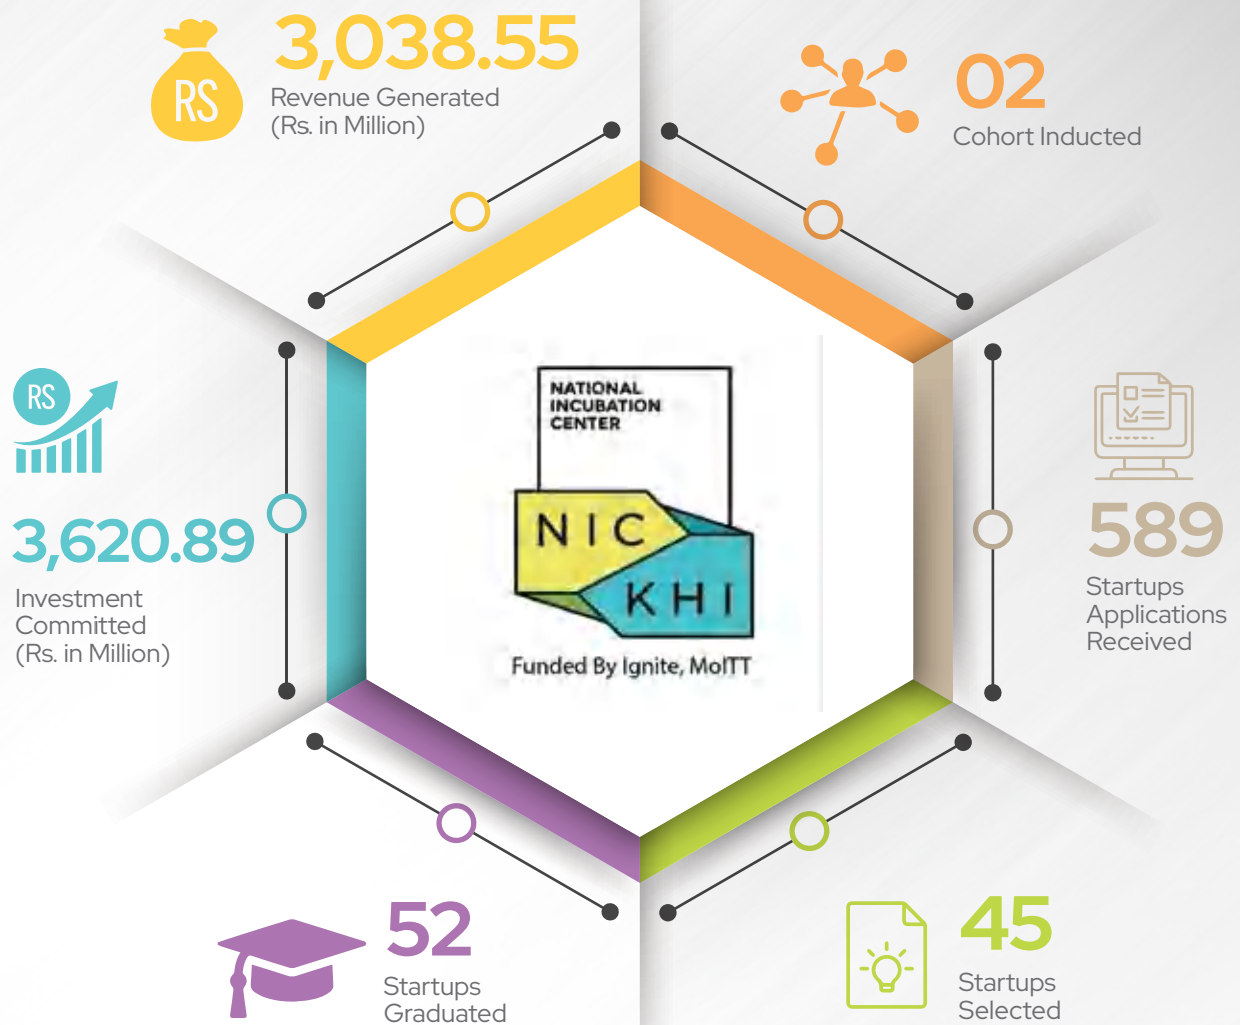 3,038.55
Revenue Generated
(Rs. in Million)
RS
02
Cohort Inducted
RS
3,620.89
Investment
Committed
(Rs. in Million)
NATIONAL
INCUBATION
CENTER
NIC
KHI
Funded By Ignite, MoITT
589
Startups
Applications
Received
52
Startups
Graduated
45
Startups
Selected